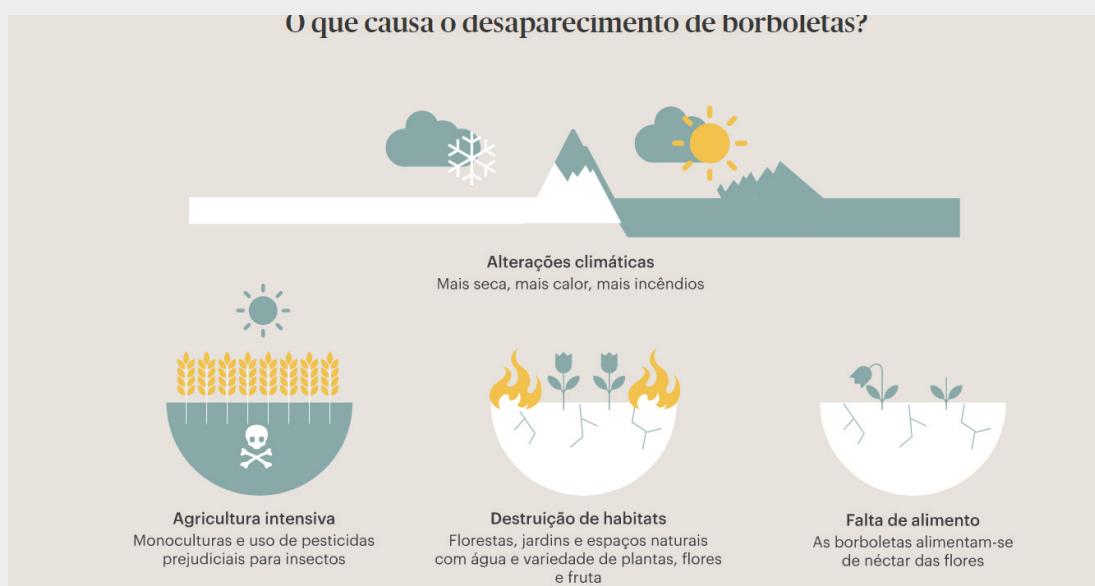 O que causa o desaparecimento de borboletas?
Alterações climáticas
Mais seca, mais calor, mais incêndios
Agricultura intensiva
Monoculturas e uso de pesticidas
prejudiciais para insectos
Destruição de habitats
Florestas, jardins e espaços naturais
com água e variedade de plantas, flores
e fruta
Falta de alimento
As borboletas alimentam-se
de néctar das flores